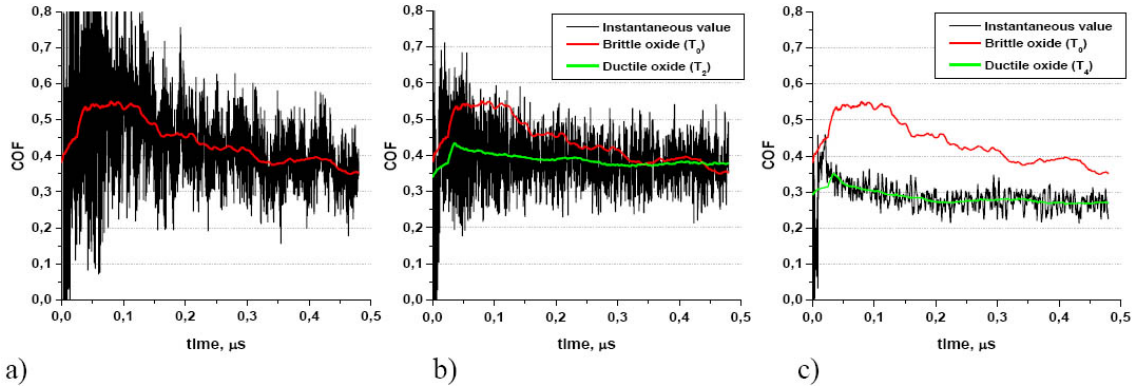 0,8
0,7
0,6
0,5
0,4
0,3
0,2
0,1
0,0
COF
0,0 0,1 0,2 0,3 0,4 0,5
time, μs
a)
Instantaneous value
Brittle oxide (T₀)
Ductile oxide (T₂)
0,8
0,7
0,6
0,5
0,4
0,3
0,2
0,1
0,0
COF
0,0 0,1 0,2 0,3 0,4 0,5
time, μs
b)
Instantaneous value
Brittle oxide (T₀)
Ductile oxide (T₄)
0,8
0,7
0,6
0,5
0,4
0,3
0,2
0,1
0,0
COF
0,0 0,1 0,2 0,3 0,4 0,5
time, μs
c)